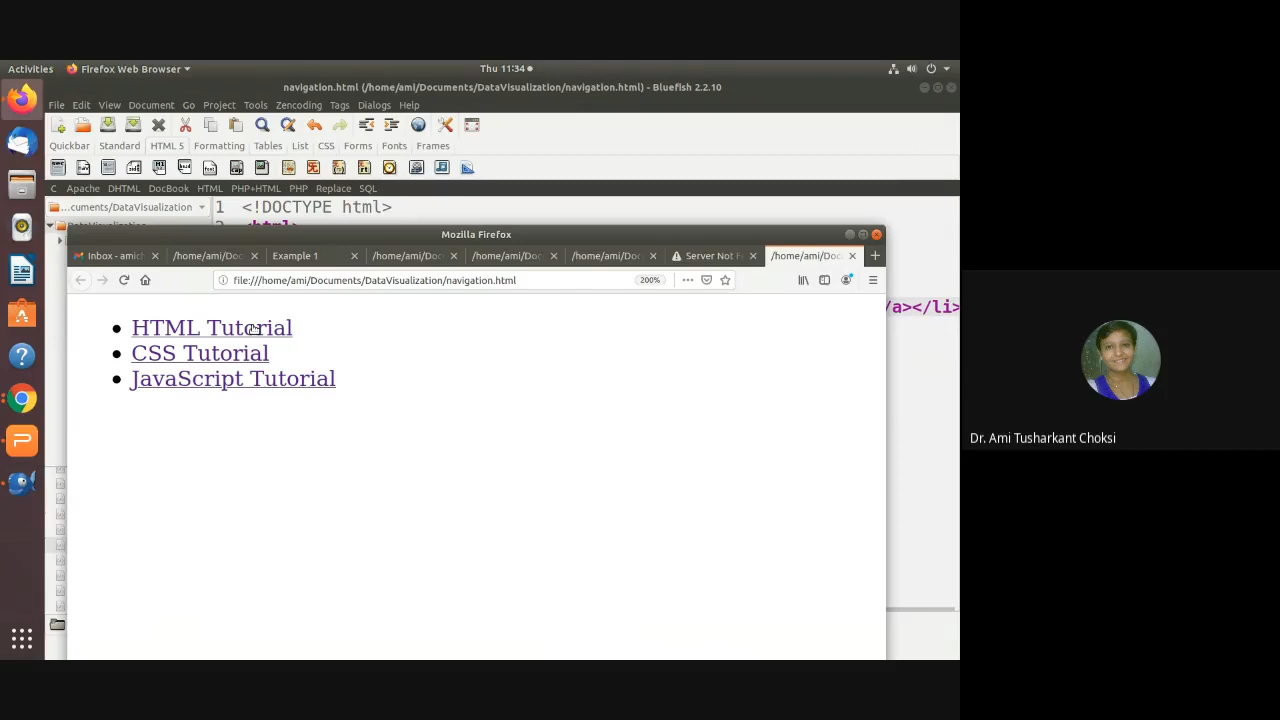 Activities
Firefox Web Browser
Thu 11:34
navigation.html (/home/ami/Documents/DataVisualization/navigation.html) - Bluefish 2.2.10
File Edit View Document Go Project Tools Zencoding Tags Dialogs Help
Quickbar Standard HTML 5 Formatting Tables List CSS Forms Fonts Frames
C Apache DHTML DocBook HTML PHP+HTML PHP Replace SQL
...cuments/DataVisualization
1 <!DOCTYPE html>
Mozilla Firefox
Inbox - amich
/home/ami/Doc
Example 1
/home/ami/Doc
/home/ami/Doc
/home/ami/Doc
Server Not F
/home/ami/Doc
file:///home/ami/Documents/DataVisualization/navigation.html
200%
/a></li>
• HTML Tutorial
• CSS Tutorial
• JavaScript Tutorial
Dr. Ami Tusharkant Choksi